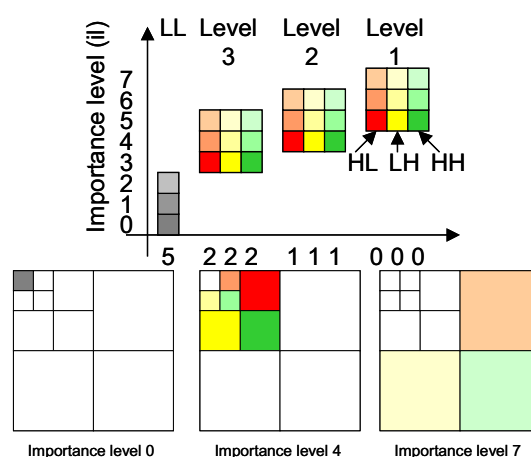 LL Level Level Level
3 2 1
Importance level (il)
7
6
5
4
3
2
1
0
HL LH HH
5 2 2 2 1 1 1 0 0 0
Importance level 0 Importance level 4 Importance level 7